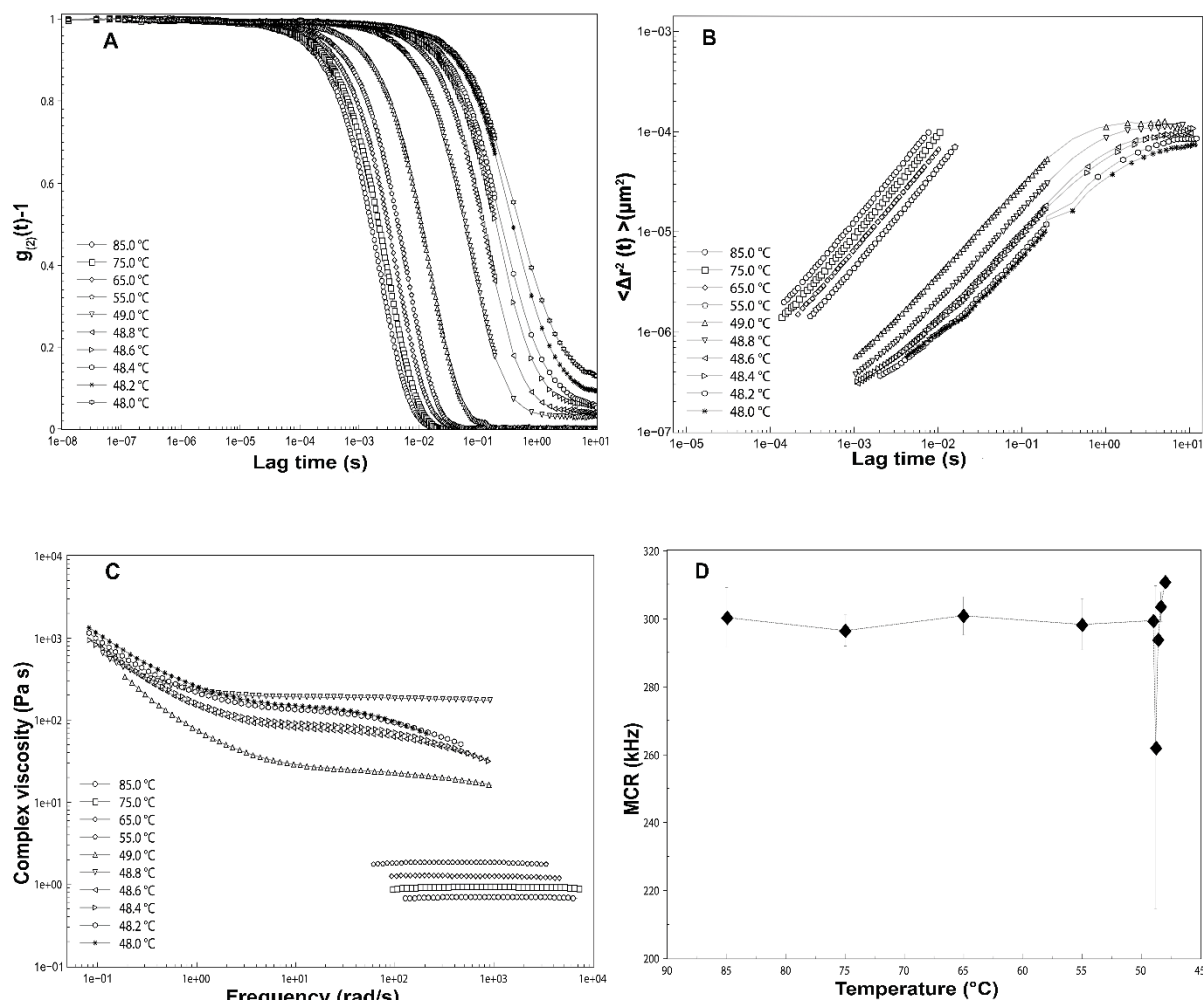 A
g(2)(t)-1
1
0.8
0.6
0.4
0.2
0
85.0 °C
75.0 °C
65.0 °C
55.0 °C
49.0 °C
48.8 °C
48.6 °C
48.4 °C
48.2 °C
48.0 °C
1e-08 1e-07 1e-06 1e-05 1e-04 1e-03 1e-02 1e-01 1e+00 1e+01
Lag time (s)
B
<Δr² (t) >(µm²)
1e-03
1e-04
1e-05
1e-06
1e-07
85.0 °C
75.0 °C
65.0 °C
55.0 °C
49.0 °C
48.8 °C
48.6 °C
48.4 °C
48.2 °C
48.0 °C
1e-05 1e-04 1e-03 1e-02 1e-01 1e+00 1e+01
Lag time (s)
C
Complex viscosity (Pa s)
1e+04
1e+03
1e+02
1e+01
1e+00
1e-01
85.0 °C
75.0 °C
65.0 °C
55.0 °C
49.0 °C
48.8 °C
48.6 °C
48.4 °C
48.2 °C
48.0 °C
1e-01 1e+00 1e+01 1e+02 1e+03 1e+04
Frequency (rad/s)
D
MCR (kHz)
320
300
280
260
240
220
200
90 85 80 75 70 65 60 55 50 45
Temperature (°C)